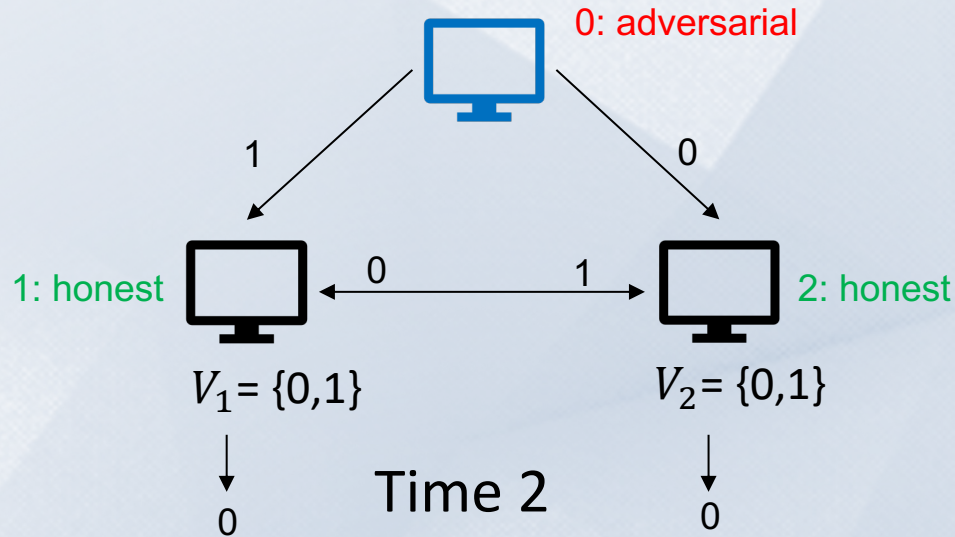 0: adversarial
1 0
1: honest 0 1 2: honest
V₁= {0,1} V₂= {0,1}
Time 2
0 0